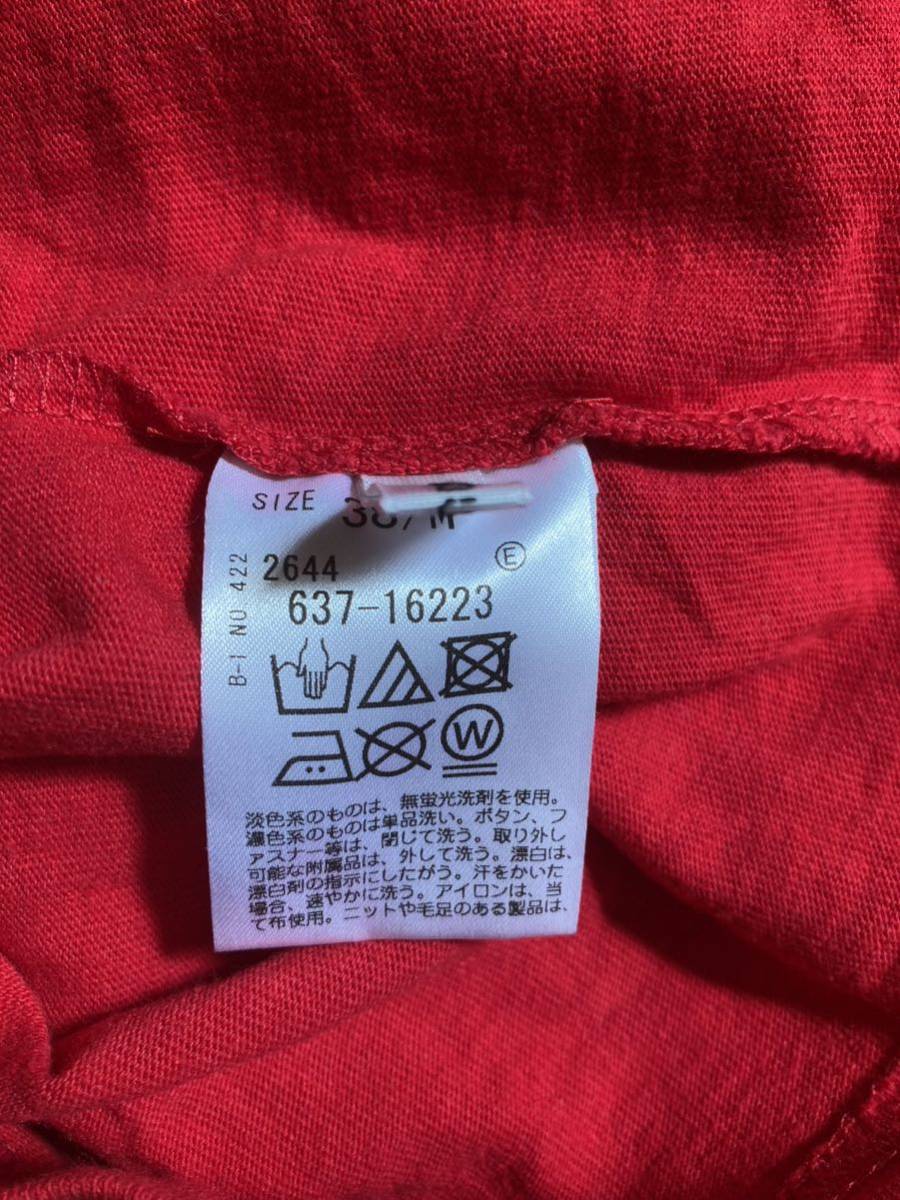 SIZE 38/M
E
2644
637-16223
B-I NO 422
W
淡色系のものは、無蛍光洗剤を使用。
濃色系のものは単品洗い。ボタン、フ
ァスナー等は、閉じて洗う。取り外し
可能な附属品は、外して洗う。漂白は、
漂白剤の指示にしたがう。汗をかいた
場合、速やかに洗う。アイロンは、当
て布使用。ニットや毛足のある製品は、